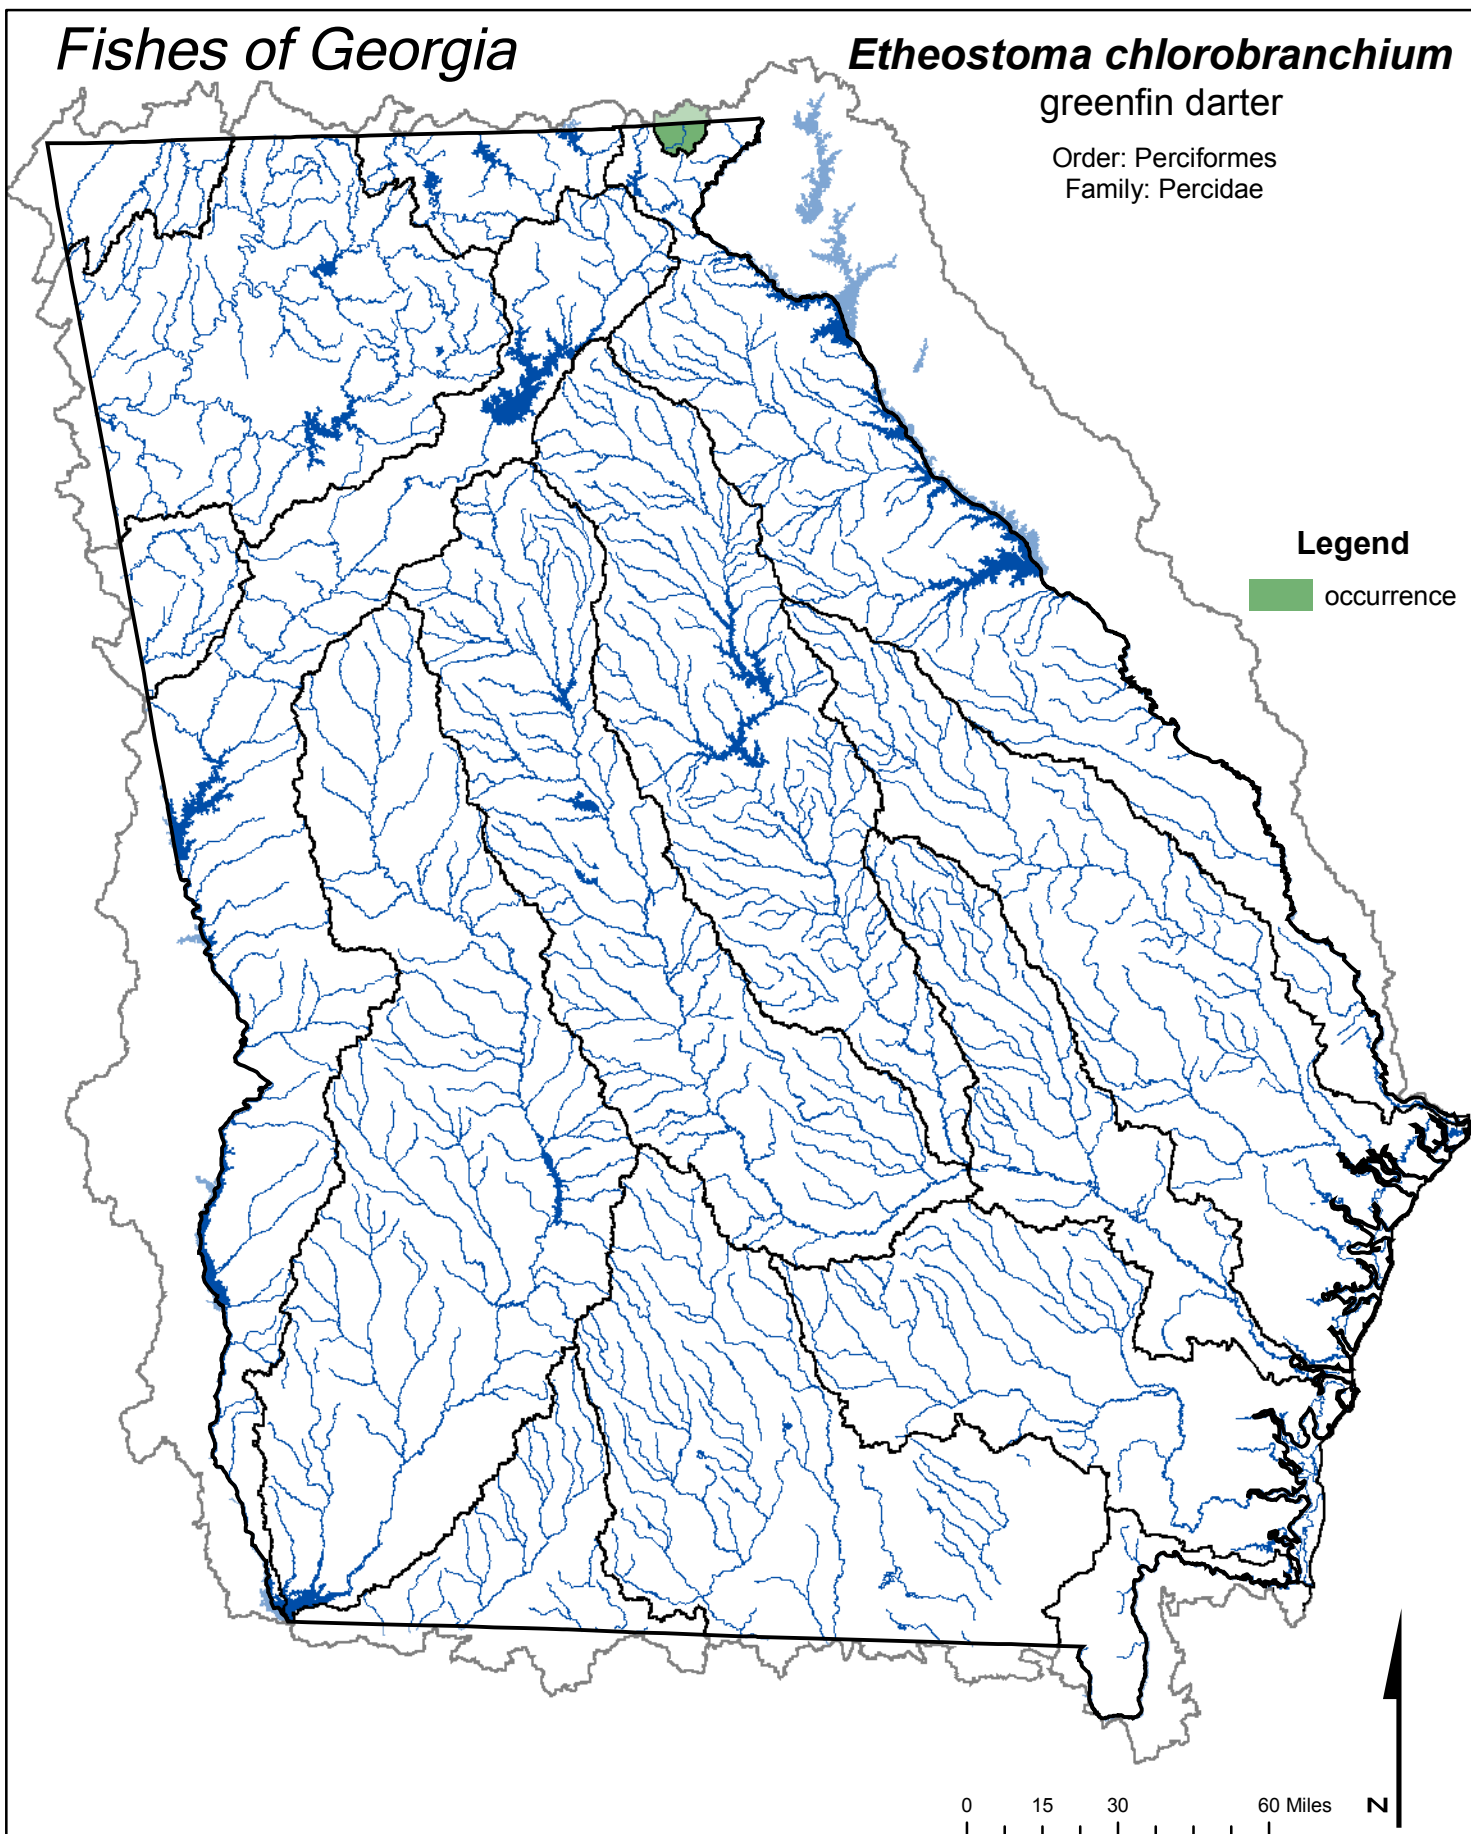 Fishes of Georgia
Etheostoma chlorobranchium
greenfin darter
Order: Perciformes
Family: Percidae
Legend
occurrence
0 15 30 60 Miles
N